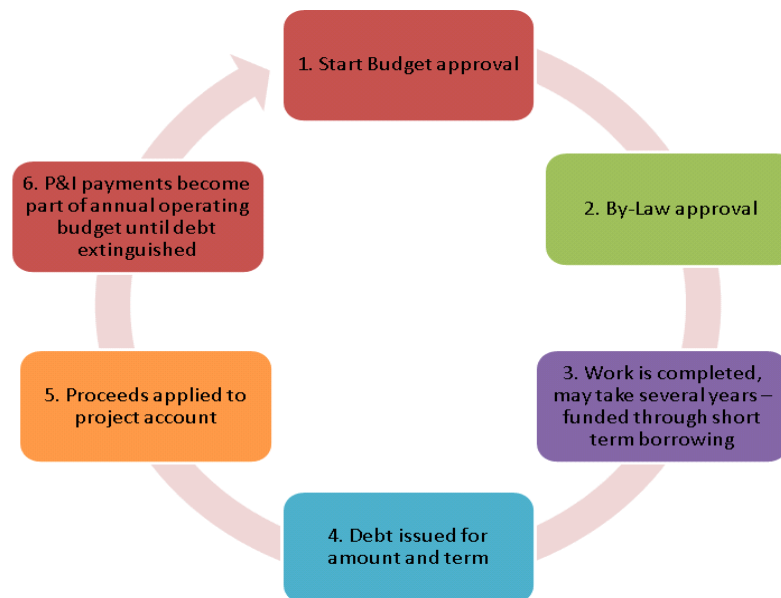 1. Start Budget approval
2. By-Law approval
3. Work is completed,
may take several years –
funded through short
term borrowing
4. Debt issued for
amount and term
5. Proceeds applied to
project account
6. P&I payments become
part of annual operating
budget until debt
extinguished